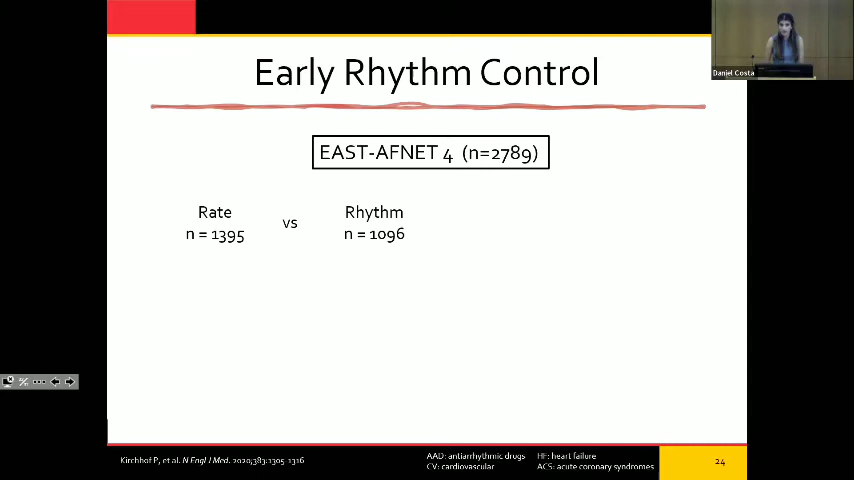 Early Rhythm Control
Daniel Costa
EAST-AFNET 4 (n=2789)
Rate
n = 1395
vs
Rhythm
n = 1096
Kirchhof P, et al. N Engl J Med. 2020;383:1305-1316
AAD: antiarrhythmic drugs
CV: cardiovascular
HF: heart failure
ACS: acute coronary syndromes
24